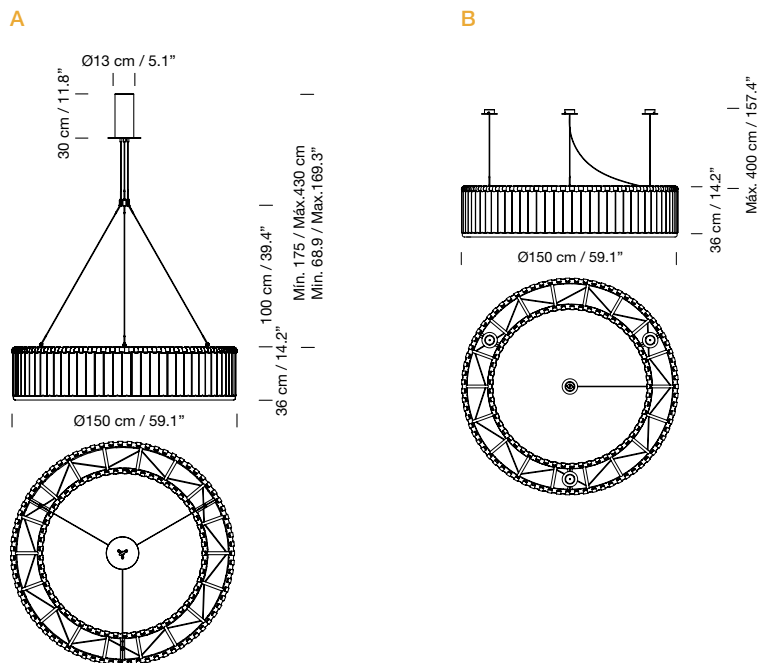 A
Ø13 cm / 5.1”
30 cm / 11.8”
100 cm / 39.4”
Mín. 175 / Máx.430 cm
Min. 68.9 / Max.169.3”
36 cm / 14.2”
Ø150 cm / 59.1”
B
Máx. 400 cm / 157.4”
36 cm / 14.2”
Ø150 cm / 59.1”